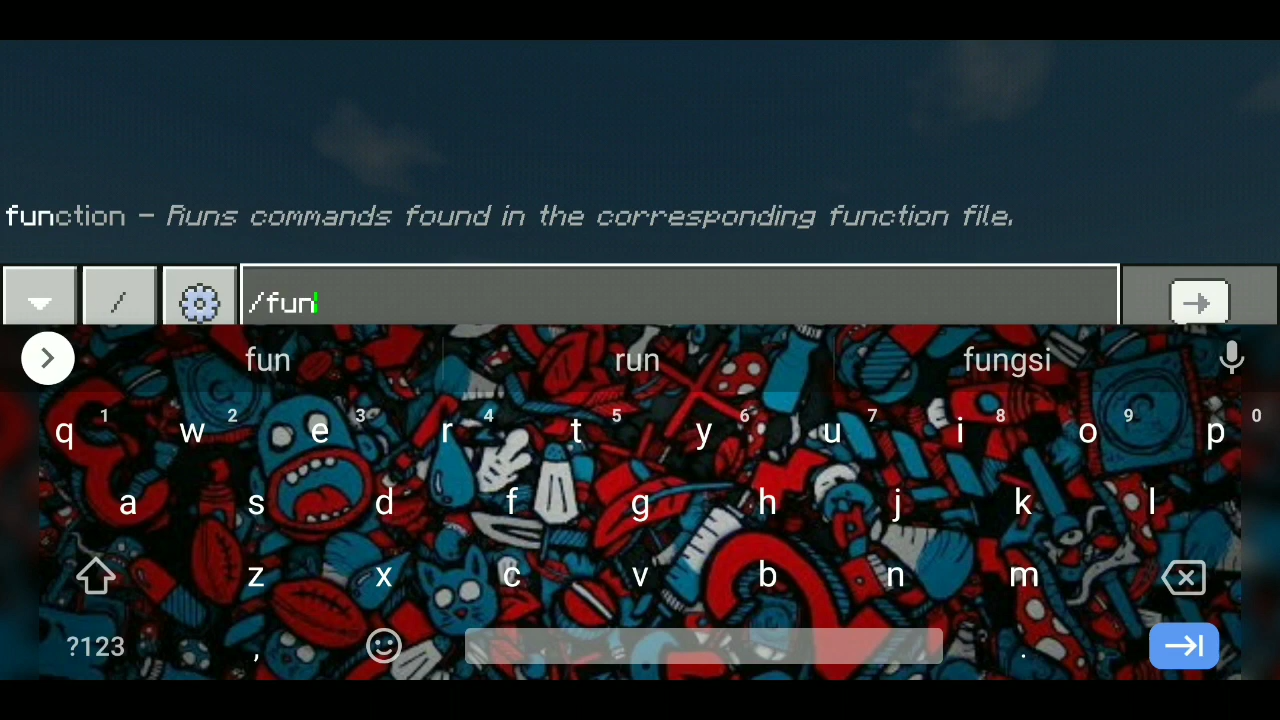 function - Runs commands found in the corresponding function file.
/
/fun
fun run fungsi
1 2 3 4 5 6 7 8 9 0
q w e r t y u i o p
a s d f g h j k l
z x c v b n m
?123 , .